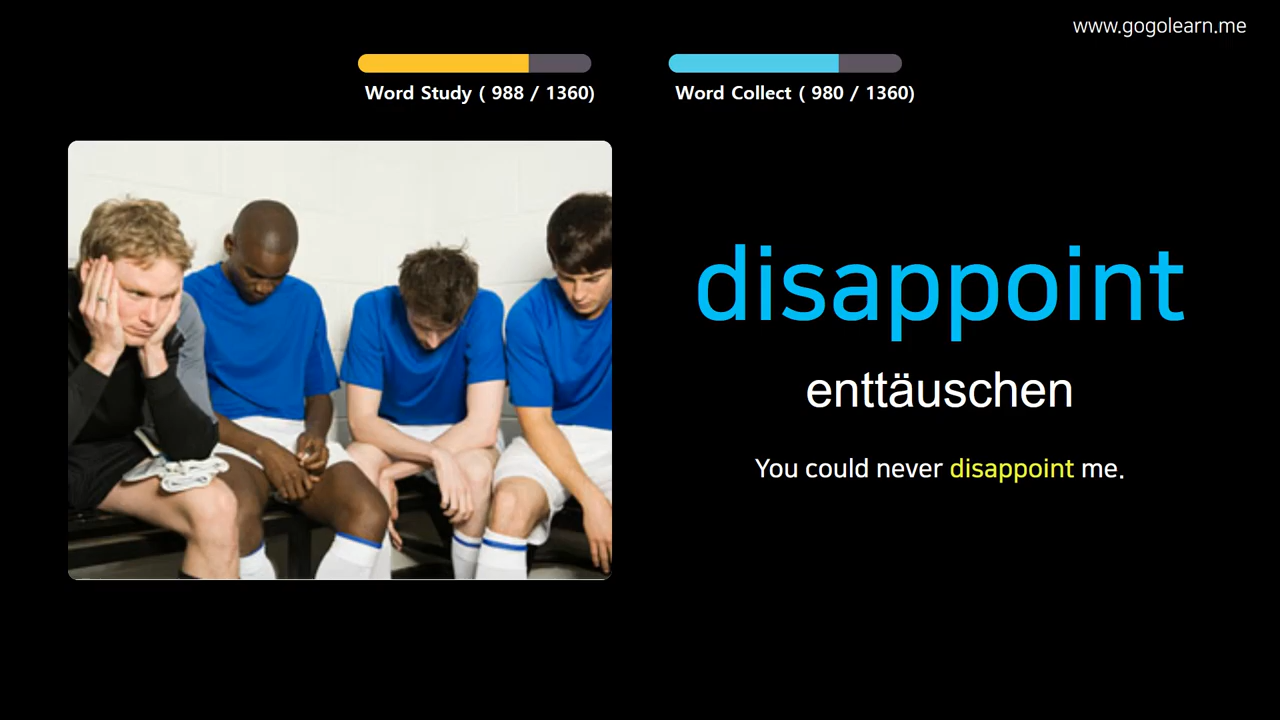 www.gogolearn.me
Word Study ( 988 / 1360)
Word Collect ( 980 / 1360)
disappoint
enttäuschen
You could never disappoint me.